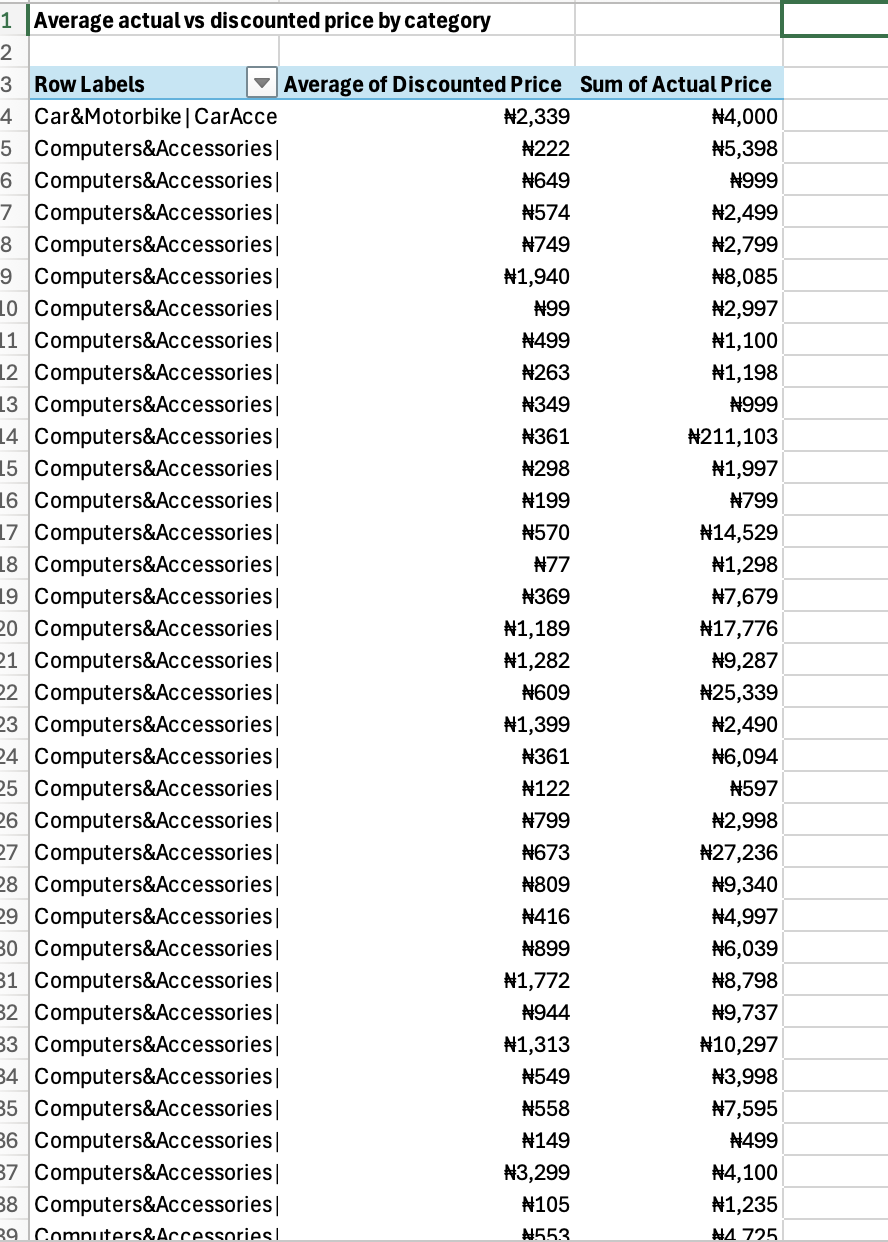 1 Average actual vs discounted price by category
2
3 Row Labels Average of Discounted Price Sum of Actual Price
4 Car&Motorbike|CarAcce ₦2,339 ₦4,000
5 Computers&Accessories| ₦222 ₦5,398
6 Computers&Accessories| ₦649 ₦999
7 Computers&Accessories| ₦574 ₦2,499
8 Computers&Accessories| ₦749 ₦2,799
9 Computers&Accessories| ₦1,940 ₦8,085
10 Computers&Accessories| ₦99 ₦2,997
11 Computers&Accessories| ₦499 ₦1,100
12 Computers&Accessories| ₦263 ₦1,198
13 Computers&Accessories| ₦349 ₦999
14 Computers&Accessories| ₦361 ₦211,103
15 Computers&Accessories| ₦298 ₦1,997
16 Computers&Accessories| ₦199 ₦799
17 Computers&Accessories| ₦570 ₦14,529
18 Computers&Accessories| ₦77 ₦1,298
19 Computers&Accessories| ₦369 ₦7,679
20 Computers&Accessories| ₦1,189 ₦17,776
21 Computers&Accessories| ₦1,282 ₦9,287
22 Computers&Accessories| ₦609 ₦25,339
23 Computers&Accessories| ₦1,399 ₦2,490
24 Computers&Accessories| ₦361 ₦6,094
25 Computers&Accessories| ₦122 ₦597
26 Computers&Accessories| ₦799 ₦2,998
27 Computers&Accessories| ₦673 ₦27,236
28 Computers&Accessories| ₦809 ₦9,340
29 Computers&Accessories| ₦416 ₦4,997
30 Computers&Accessories| ₦899 ₦6,039
31 Computers&Accessories| ₦1,772 ₦8,798
32 Computers&Accessories| ₦944 ₦9,737
33 Computers&Accessories| ₦1,313 ₦10,297
34 Computers&Accessories| ₦549 ₦3,998
35 Computers&Accessories| ₦558 ₦7,595
36 Computers&Accessories| ₦149 ₦499
37 Computers&Accessories| ₦3,299 ₦4,100
38 Computers&Accessories| ₦105 ₦1,235
39 Computers&Accessories| ₦553 ₦4,725